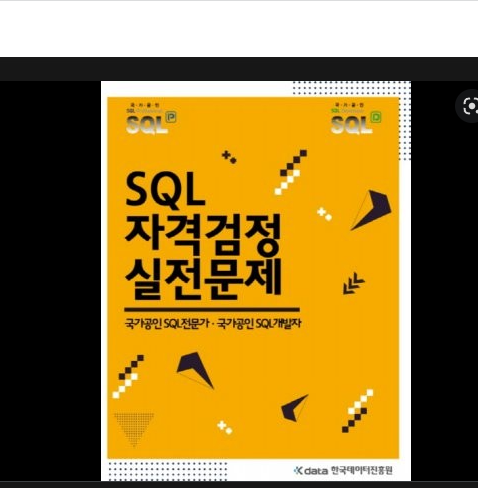 국·가·공·인
SQL
P
국·가·공·인
SQL
D
SQL
자격검정
실전문제
국가공인 SQL전문가 · 국가공인 SQL개발자
data 한국데이터진흥원